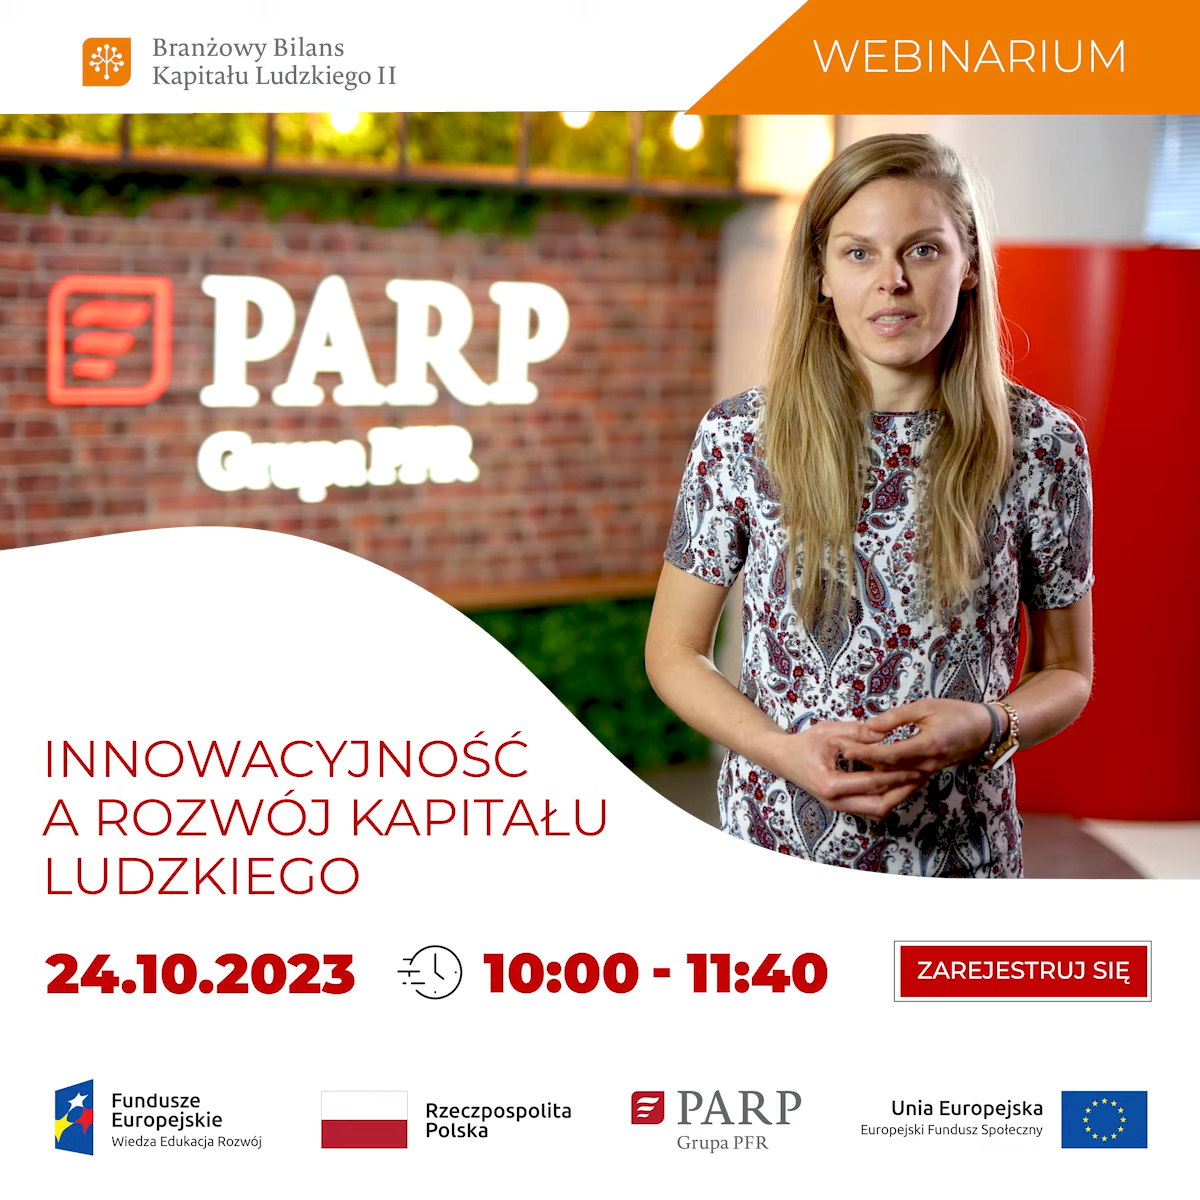 Branżowy Bilans
Kapitału Ludzkiego II
WEBINARIUM
PARP
Grupa PFR
INNOWACYJNOŚĆ
A ROZWÓJ KAPITAŁU
LUDZKIEGO
24.10.2023
10:00 - 11:40
ZAREJESTRUJ SIĘ
Fundusze
Europejskie
Wiedza Edukacja Rozwój
Rzeczpospolita
Polska
PARP
Grupa PFR
Unia Europejska
Europejski Fundusz Społeczny